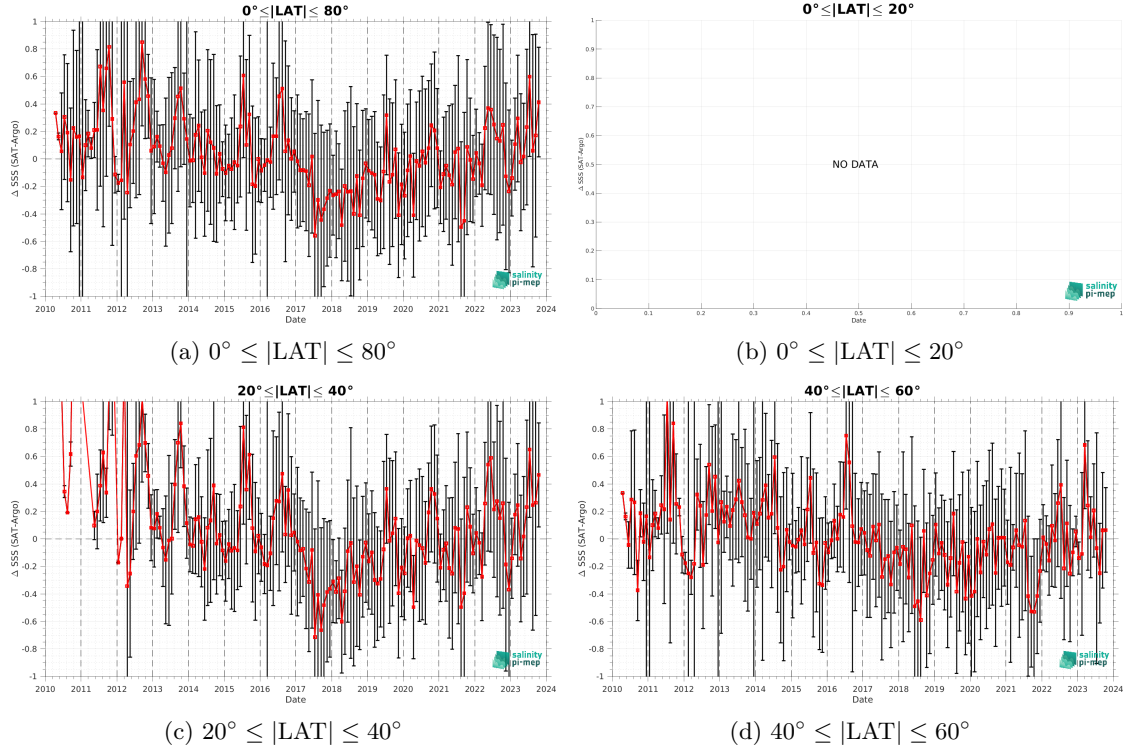 0°≤|LAT|≤ 80°
1
0.8
0.6
0.4
0.2
0
-0.2
-0.4
-0.6
-0.8
-1
Δ SSS (SAT-Argo)
2010 2011 2012 2013 2014 2015 2016 2017 2018 2019 2020 2021 2022 2023 2024
Date
salinity
pi-mep
(a) 0° ≤ |LAT| ≤ 80°
0°≤|LAT|≤ 20°
1
0.9
0.8
0.7
0.6
0.5
0.4
0.3
0.2
0.1
0
Δ SSS (SAT-Argo)
NO DATA
0 0.1 0.2 0.3 0.4 0.5 0.6 0.7 0.8 0.9 1
Date
salinity
pi-mep
(b) 0° ≤ |LAT| ≤ 20°
20°≤|LAT|≤ 40°
1
0.8
0.6
0.4
0.2
0
-0.2
-0.4
-0.6
-0.8
-1
Δ SSS (SAT-Argo)
2010 2011 2012 2013 2014 2015 2016 2017 2018 2019 2020 2021 2022 2023 2024
Date
salinity
pi-mep
(c) 20° ≤ |LAT| ≤ 40°
40°≤|LAT|≤ 60°
1
0.8
0.6
0.4
0.2
0
-0.2
-0.4
-0.6
-0.8
-1
Δ SSS (SAT-Argo)
2010 2011 2012 2013 2014 2015 2016 2017 2018 2019 2020 2021 2022 2023 2024
Date
salinity
pi-mep
(d) 40° ≤ |LAT| ≤ 60°